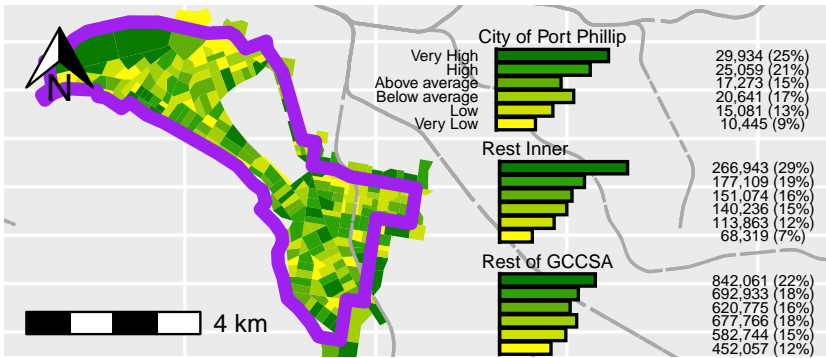 City of Port Phillip
Very High 29,934 (25%)
High 25,059 (21%)
Above average 17,273 (15%)
Below average 20,641 (17%)
Low 15,081 (13%)
Very Low 10,445 (9%)
Rest Inner
266,943 (29%)
177,109 (19%)
151,074 (16%)
140,236 (15%)
113,863 (12%)
68,319 (7%)
Rest of GCCSA
842,061 (22%)
692,933 (18%)
620,775 (16%)
677,766 (18%)
582,744 (15%)
452,057 (12%)
N
4 km